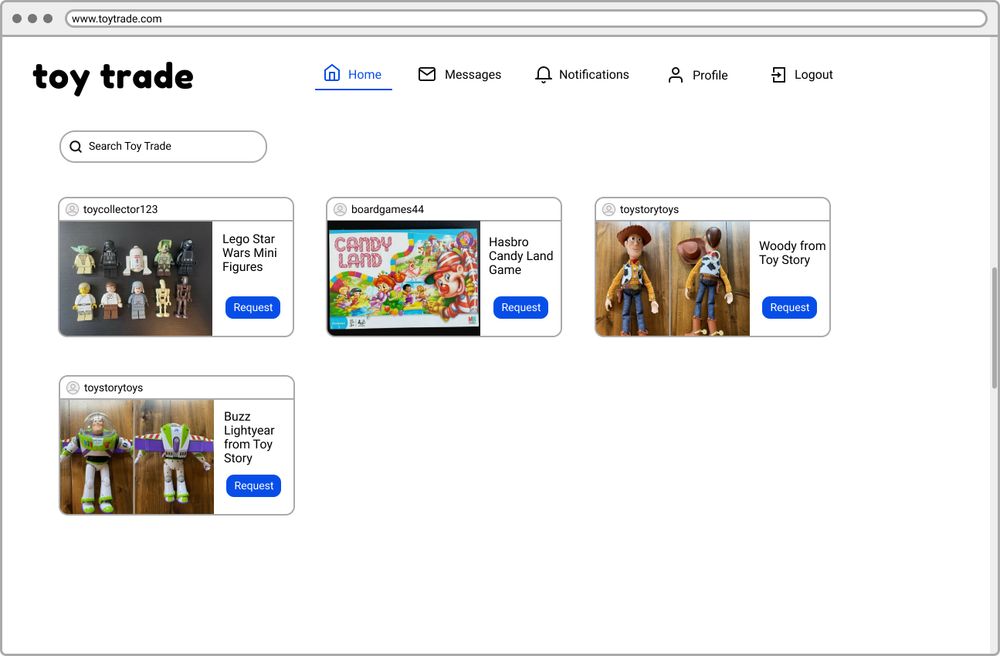 www.toytrade.com
toy trade
Home
Messages
Notifications
Profile
Logout
Search Toy Trade
toycollector123
Lego Star
Wars Mini
Figures
Request
boardgames44
CANDY
LAND
Hasbro
Candy Land
Game
Request
toystorytoys
Woody from
Toy Story
Request
toystorytoys
Buzz
Lightyear
from Toy
Story
Request